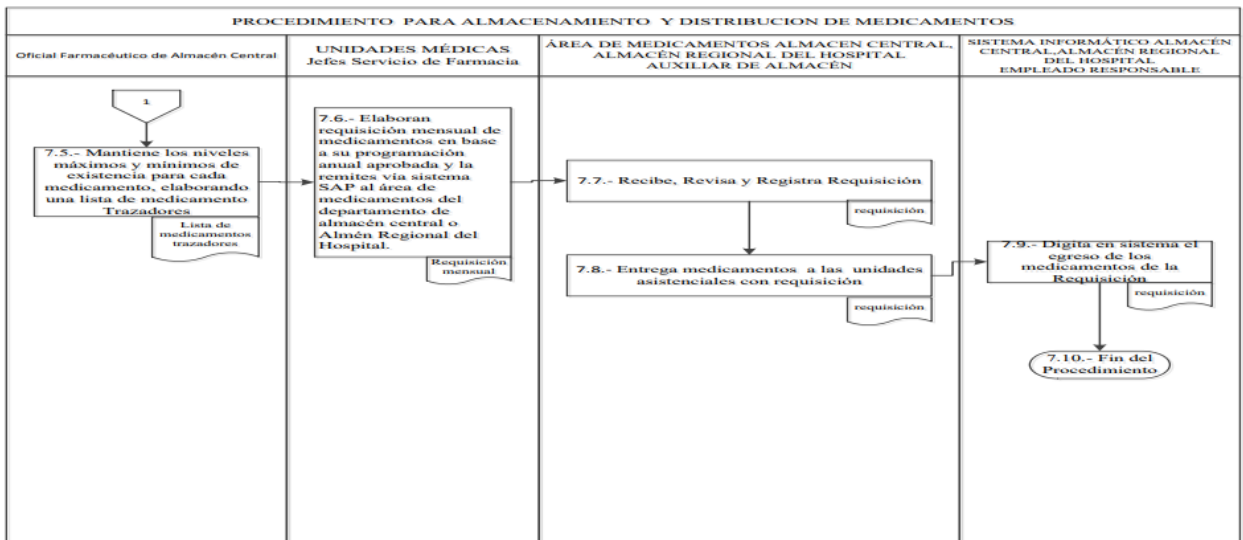 PROCEDIMIENTO PARA ALMACENAMIENTO Y DISTRIBUCION DE MEDICAMENTOS
Oficial Farmacéutico de Almacén Central
UNIDADES MÉDICAS
Jefes Servicio de Farmacia
ÁREA DE MEDICAMENTOS ALMACEN CENTRAL,
ALMACÉN REGIONAL DEL HOSPITAL
AUXILIAR DE ALMACÉN
SISTEMA INFORMÁTICO ALMACÉN
CENTRAL,ALMACÉN REGIONAL
DEL HOSPITAL
EMPLEADO RESPONSABLE
1
7.5.- Mantiene los niveles
máximos y mínimos de
existencia para cada
medicamento, elaborando
una lista de medicamento
Trazadores
Lista de
medicamentos
trazadores
7.6.- Elaboran
requisición mensual de
medicamentos en base
a su programación
anual aprobada y la
remites vía sistema
SAP al área de
medicamentos del
departamento de
almacén central o
Almén Regional del
Hospital.
Requisición
mensual
7.7.- Recibe, Revisa y Registra Requisición
requisición
7.8.- Entrega medicamentos a las unidades
asistenciales con requisición
requisición
7.9.- Digita en sistema el
egreso de los
medicamentos de la
Requisición
requisición
7.10.- Fin del
Procedimiento